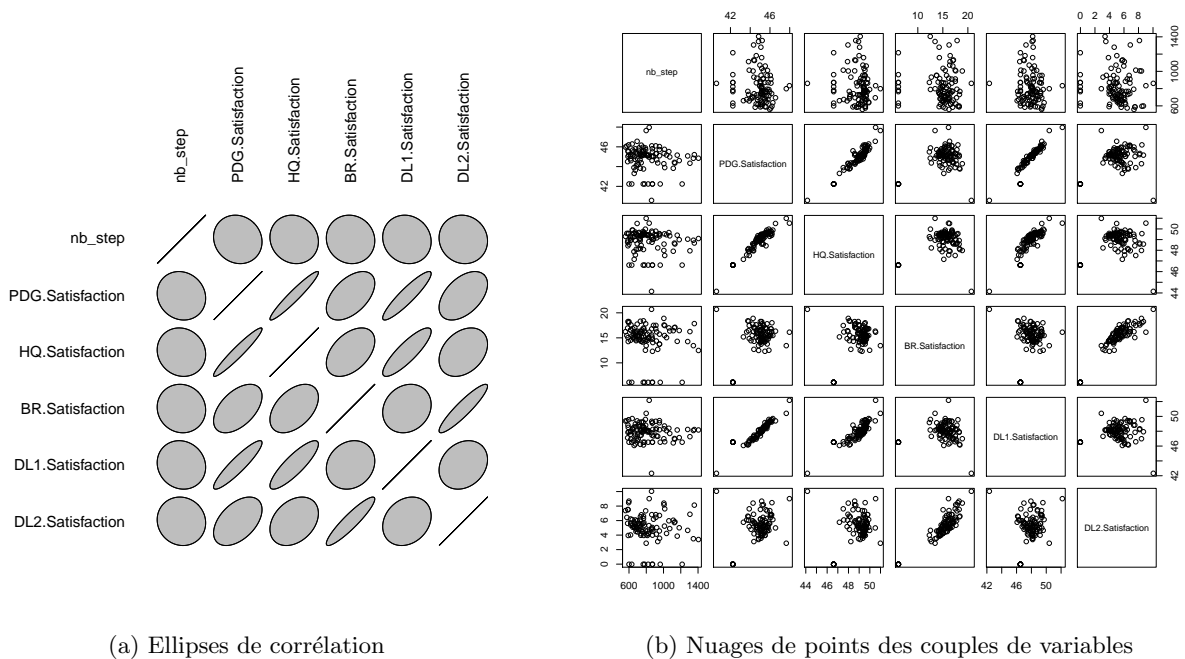 nb_step
PDG.Satisfaction
HQ.Satisfaction
BR.Satisfaction
DL1.Satisfaction
DL2.Satisfaction
nb_step
PDG.Satisfaction
HQ.Satisfaction
BR.Satisfaction
DL1.Satisfaction
DL2.Satisfaction
(a) Ellipses de corrélation
42 46
10 15 20
0 2 4 6 8
nb_step
600 1000 1400
42 46
PDG.Satisfaction
HQ.Satisfaction
44 46 48 50
10 15 20
BR.Satisfaction
DL1.Satisfaction
42 46 50
0 2 4 6 8
DL2.Satisfaction
600 1000 1400
44 46 48 50
42 46 50
(b) Nuages de points des couples de variables